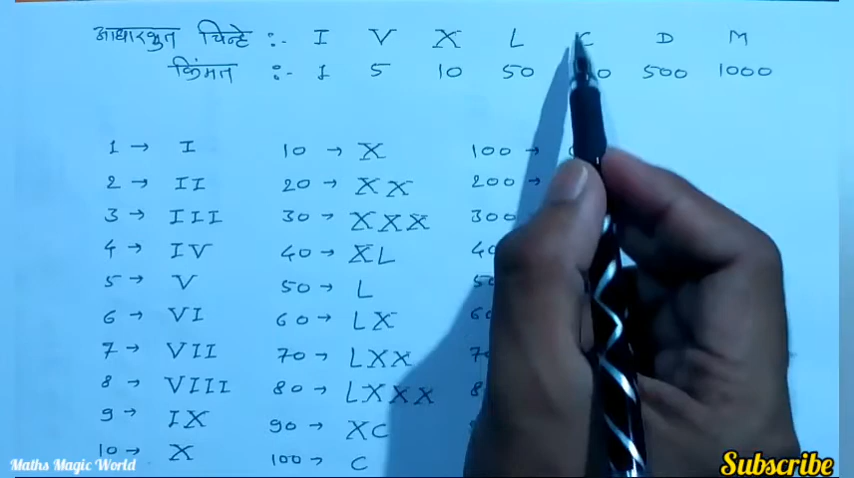 आधारभुत चिन्हे :- I V X L C D M
किंमत :- 1 5 10 50 500 1000
1 → I 10 → X 100 →
2 → II 20 → XX 200 →
3 → III 30 → XXX 300
4 → IV 40 → XL
5 → V 50 → L
6 → VI 60 → LX
7 → VII 70 → LXX
8 → VIII 80 → LXXX
9 → IX 90 → XC
10 → X 100 → C
Maths Magic World
Subscribe